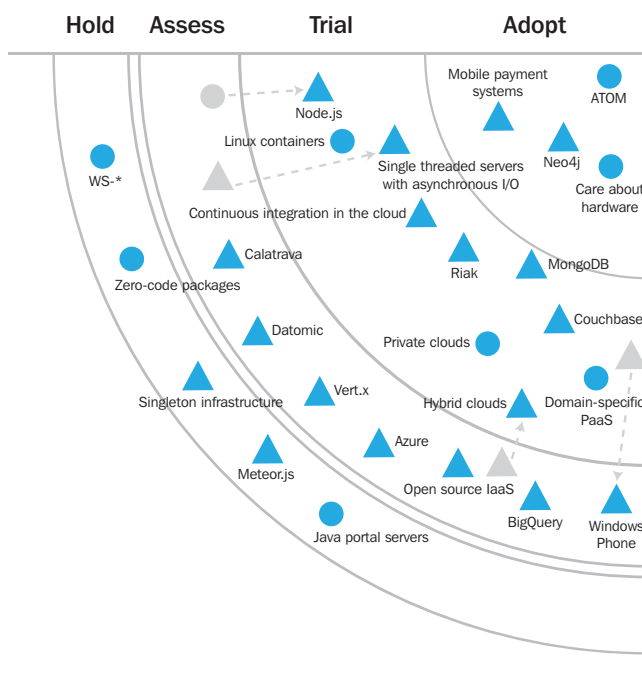 Hold Assess Trial Adopt
Mobile payment
systems
ATOM
Node.js
Linux containers
Single threaded servers
with asynchronous I/O
Neo4j
Care about
hardware
WS-*
Continuous integration in the cloud
Calatrava
Riak
MongoDB
Zero-code packages
Couchbase
Datomic
Private clouds
Domain-specific
PaaS
Hybrid clouds
Singleton infrastructure
Vert.x
Azure
Meteor.js
Open source IaaS
BigQuery
Windows
Phone
Java portal servers